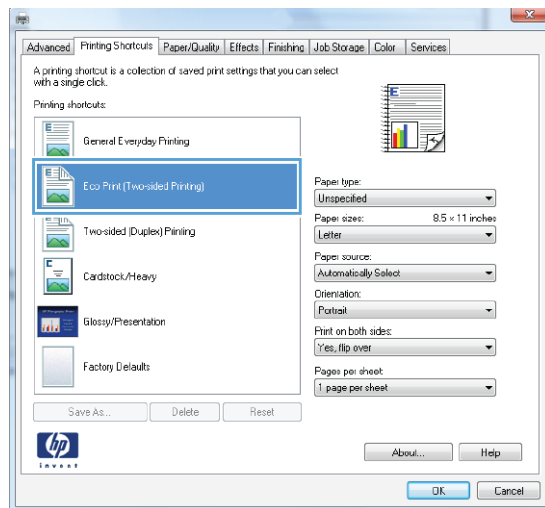 Advanced Printing Shortcuts Paper/Quality Effects Finishing Job Storage Color Services
A printing shortcut is a collection of saved print settings that you can select
with a single click.
Printing shortcuts:
E
General Everyday Printing
Eco Print (Two-sided Printing)
Two-sided (Duplex) Printing
Cardstock/Heavy
Glossy/Presentation
Factory Defaults
Paper type:
Unspecified
Paper sizes: 8.5 × 11 inches
Letter
Paper source:
Automatically Select
Orientation:
Portrait
Print on both sides:
Yes, flip over
Pages per sheet:
1 page per sheet
Save As... Delete Reset
hp
invent
About... Help
OK Cancel